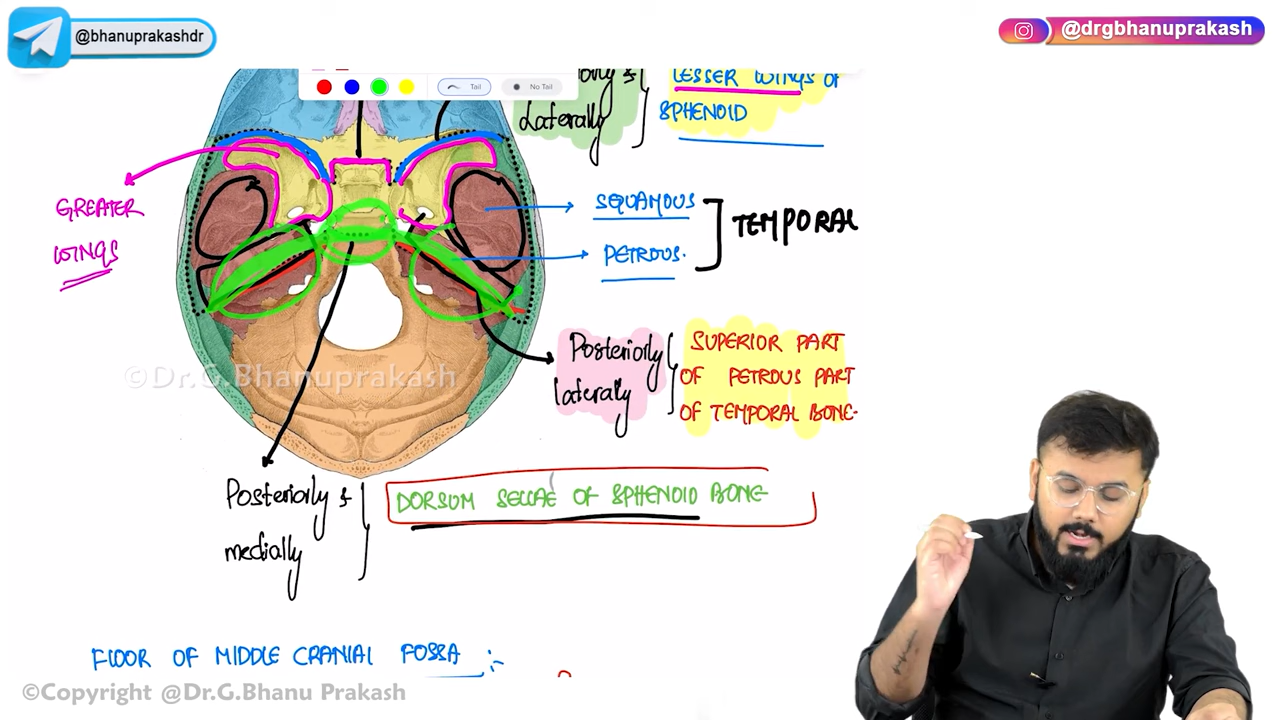 @bhanuprakashdr
@drgbhanuprakash
Tail
No Tail
LESSER WINGS OF
Laterally
SPHENOID
GREATER
WINGS
SQUAMOUS
PETROUS.
TEMPORAL
Posteriorly
laterally
SUPERIOR PART
OF PETROUS PART
OF TEMPORAL BONE-
©Dr.G.Bhanuprakash
Posteriorly &
medially
DORSUM SELLAE OF SPHENOID BONE-
FLOOR OF MIDDLE CRANIAL FOSSA :-
©Copyright @Dr.G.Bhanu Prakash